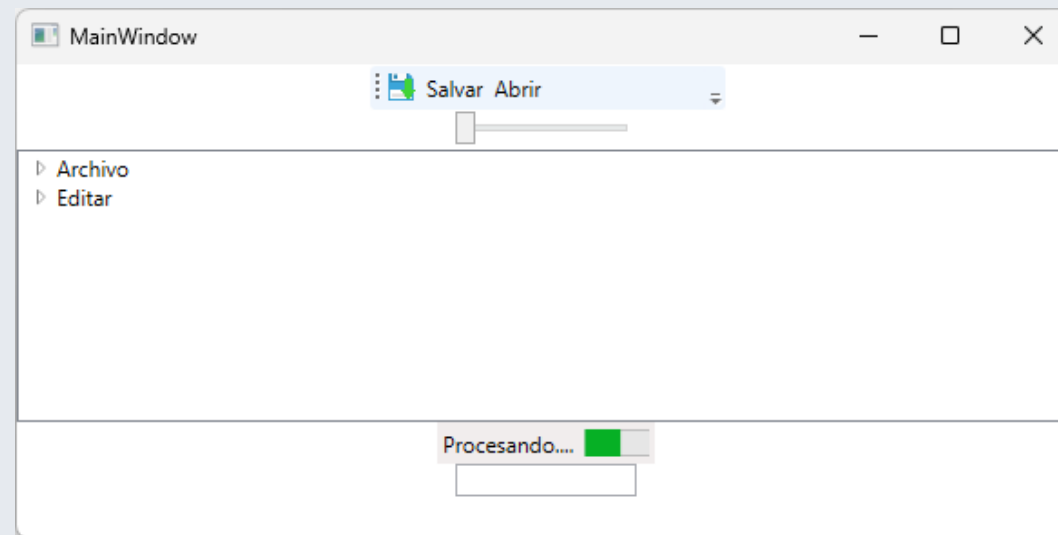 MainWindow
Salvar Abrir
Archivo
Editar
Procesando....